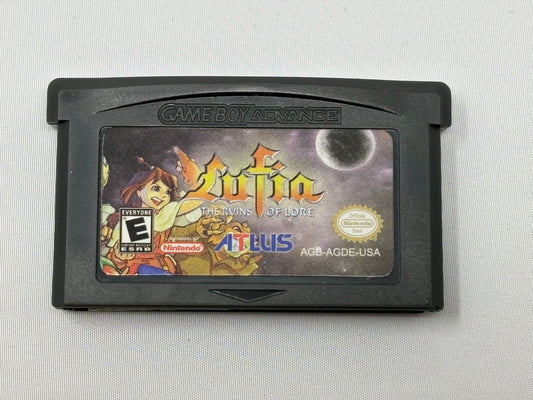 GAME BOY ADVANCE
Lufia
THE RUINS OF LORE
EVERYONE
E
ESRB
Nintendo
ATLUS
Official
Nintendo
Seal
AGB-AGDE-USA